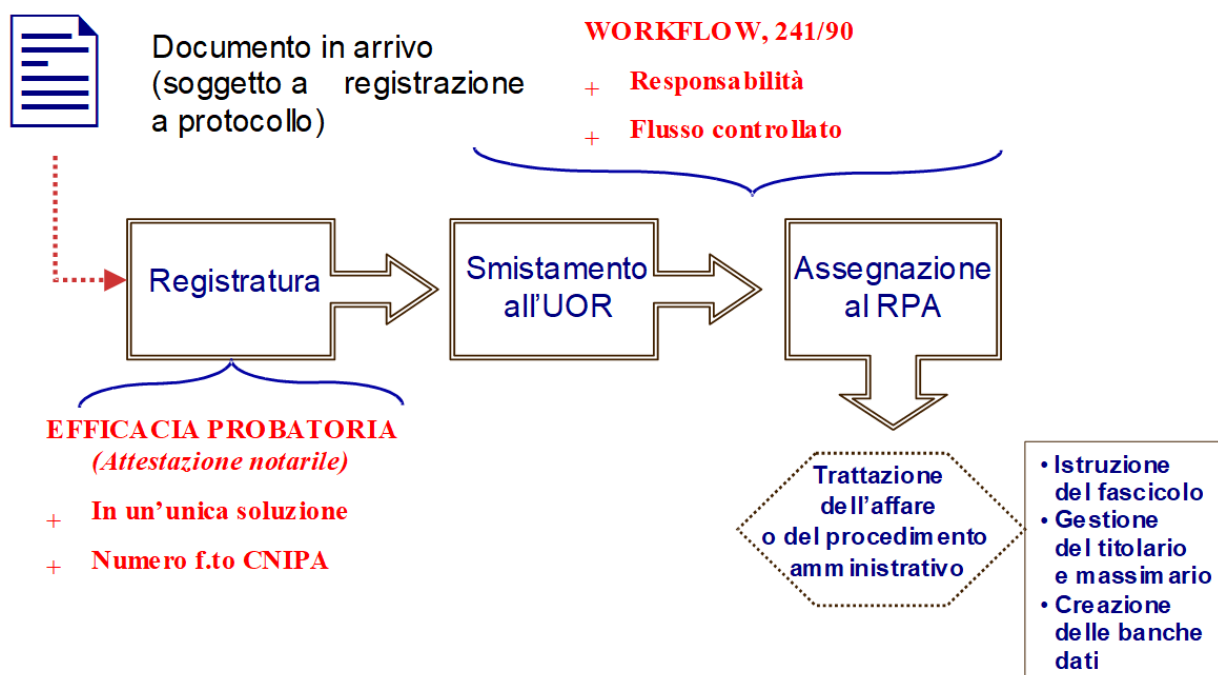 Documento in arrivo
(soggetto a registrazione
a protocollo)
WORKFLOW, 241/90
+ Responsabilità
+ Flusso controllato
Registratura
Smistamento
all'UOR
Assegnazione
al RPA
EFFICACIA PROBATORIA
(Attestazione notarile)
+ In un'unica soluzione
+ Numero f.to CNIPA
Trattazione
dell'affare
o del procedimento
amministrativo
• Istruzione
del fascicolo
• Gestione
del titolario
e massimario
• Creazione
delle banche
dati